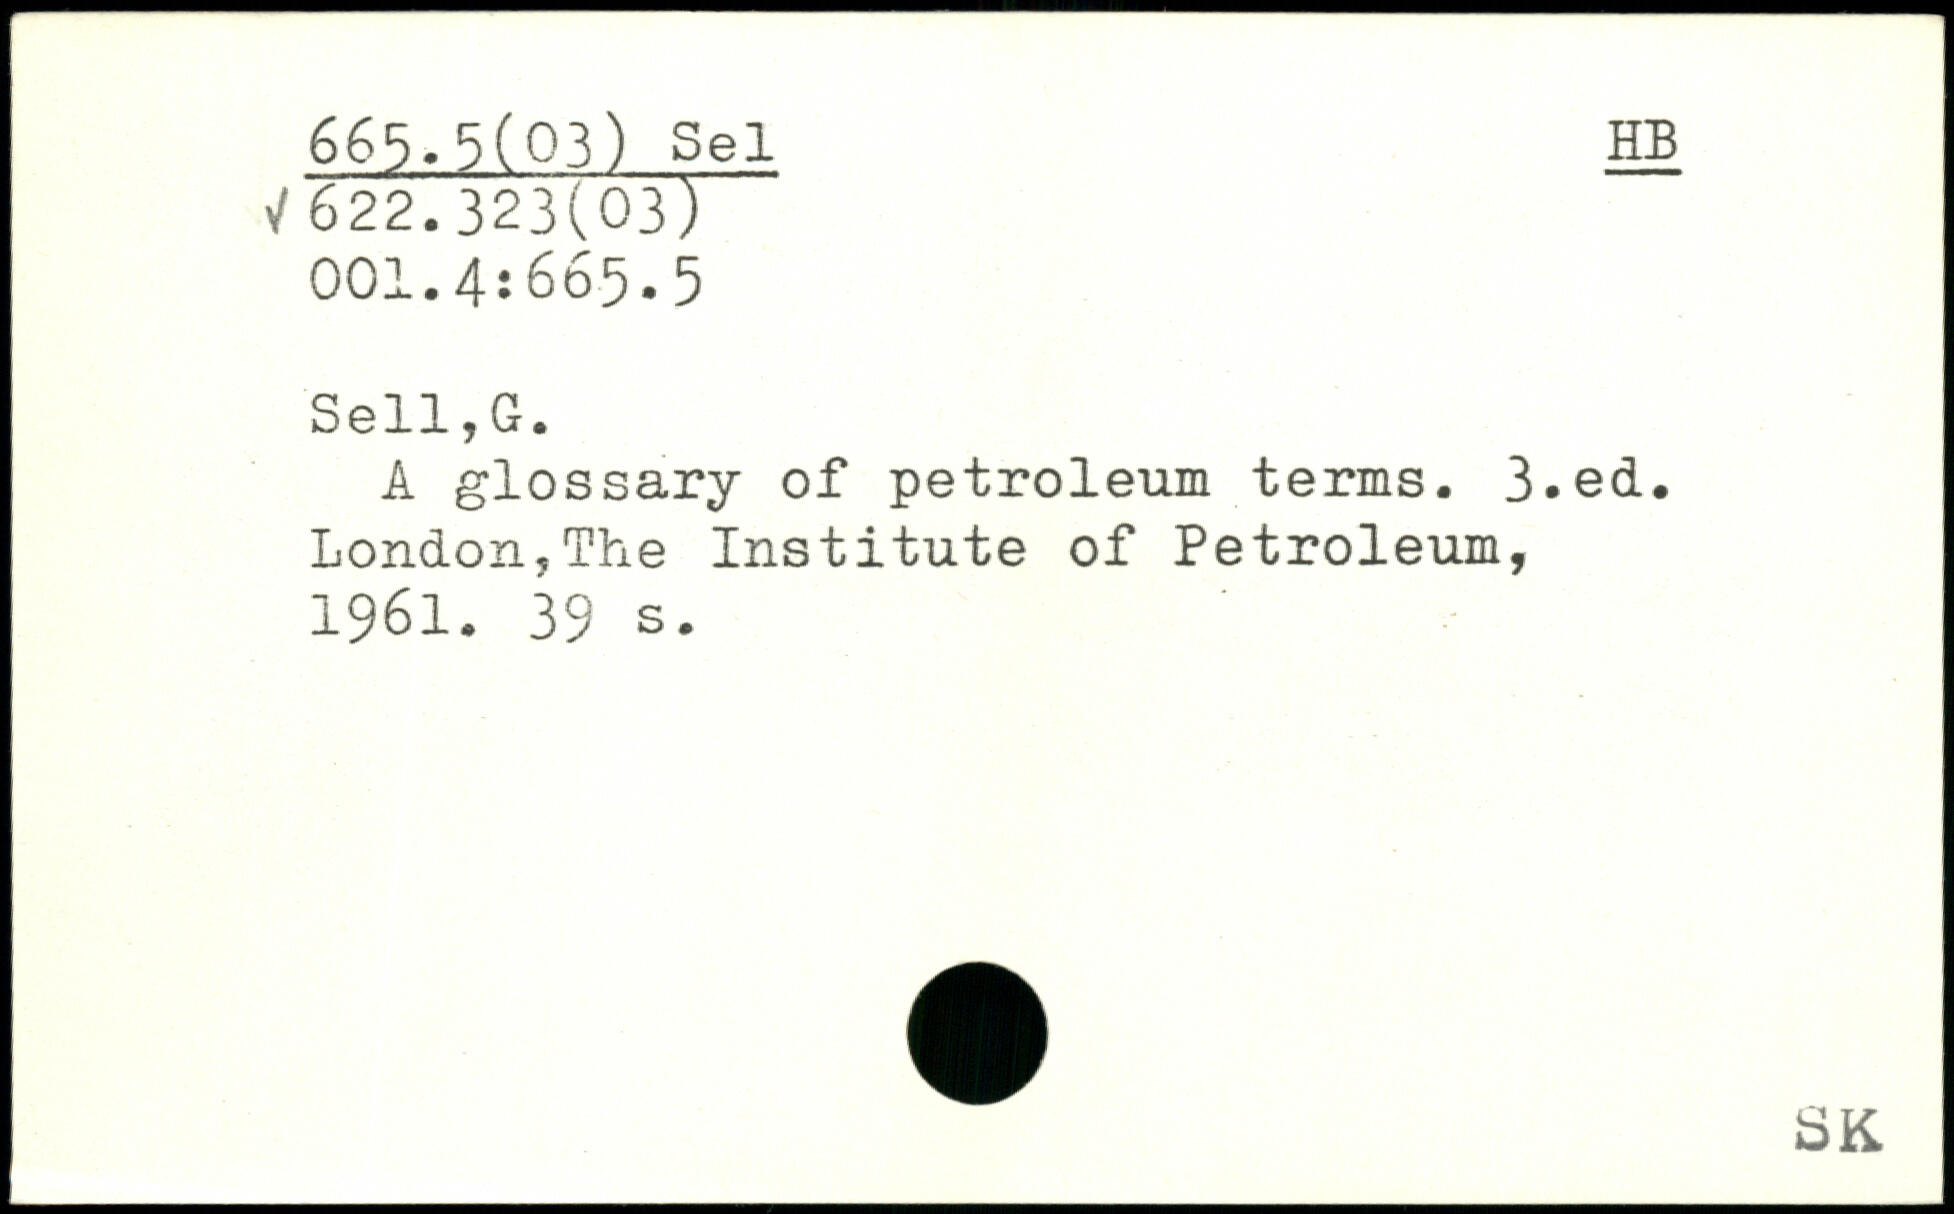 665.5(03) Sel HB
√ 622.323(03)
001.4:665.5
Sell,G.
A glossary of petroleum terms. 3.ed.
London,The Institute of Petroleum,
1961. 39 s.
SK